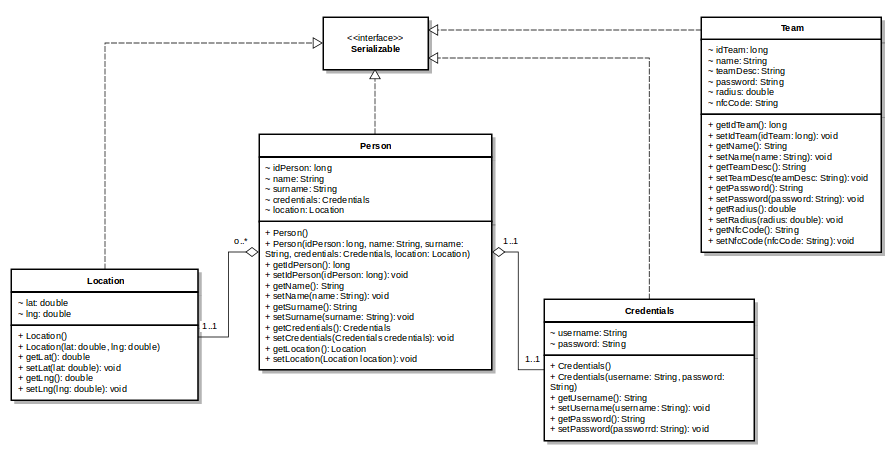 <<interface>>
Serializable
Team
~ idTeam: long
~ name: String
~ teamDesc: String
~ password: String
~ radius: double
~ nfcCode: String
+ getIdTeam(): long
+ setIdTeam(idTeam: long): void
+ getName(): String
+ setName(name: String): void
+ getTeamDesc(): String
+ setTeamDesc(teamDesc: String): void
+ getPassword(): String
+ setPassword(password: String): void
+ getRadius(): double
+ setRadius(radius: double): void
+ getNfcCode(): String
+ setNfcCode(nfcCode: String): void
Person
~ idPerson: long
~ name: String
~ surname: String
~ credentials: Credentials
~ location: Location
+ Person()
+ Person(idPerson: long, name: String, surname:
String, credentials: Credentials, location: Location)
+ getIdPerson(): long
+ setIdPerson(idPerson: long): void
+ getName(): String
+ setName(name: String): void
+ getSurname(): String
+ setSurname(surname: String): void
+ getCredentials(): Credentials
+ setCredentials(Credentials credentials): void
+ getLocation(): Location
+ setLocation(Location location): void
o..*
1..1
Location
~ lat: double
~ lng: double
+ Location()
+ Location(lat: double, lng: double)
+ getLat(): double
+ setLat(lat: double): void
+ getLng(): double
+ setLng(lng: double): void
1..1
1..1
Credentials
~ username: String
~ password: String
+ Credentials()
+ Credentials(username: String, password:
String)
+ getUsername(): String
+ setUsername(username: String): void
+ getPassword(): String
+ setPassword(passworrd: String): void